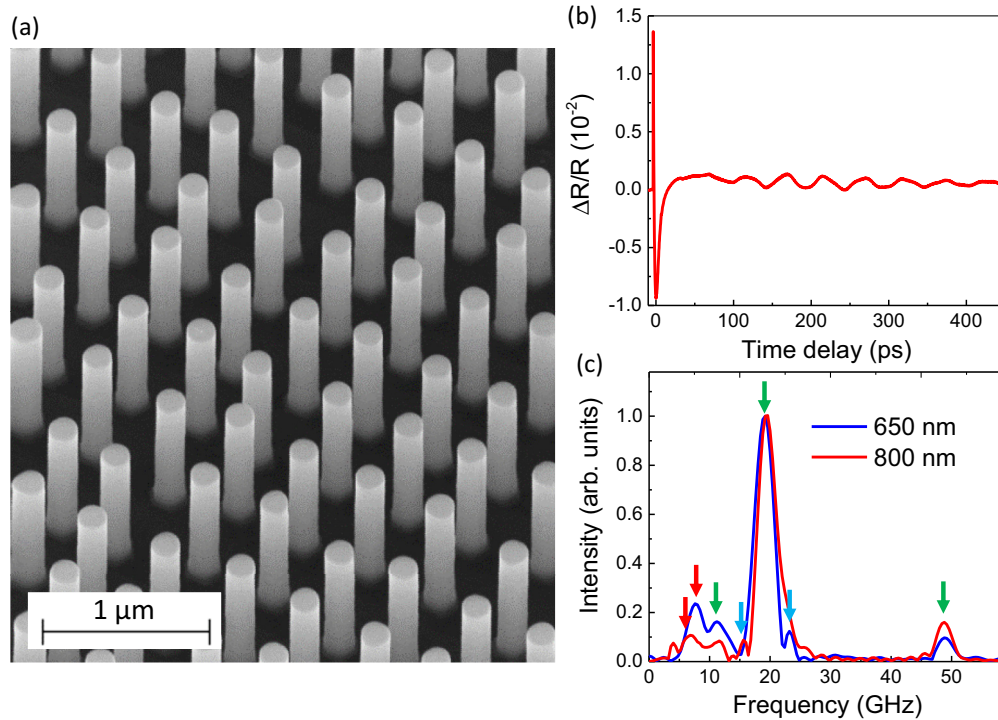 (a)
1 μm
(b)
ΔR/R (10⁻²)
1.5
1.0
0.5
0.0
-0.5
-1.0
0 100 200 300 400
Time delay (ps)
(c)
Intensity (arb. units)
1.0
0.8
0.6
0.4
0.2
0.0
650 nm
800 nm
0 10 20 30 40 50
Frequency (GHz)